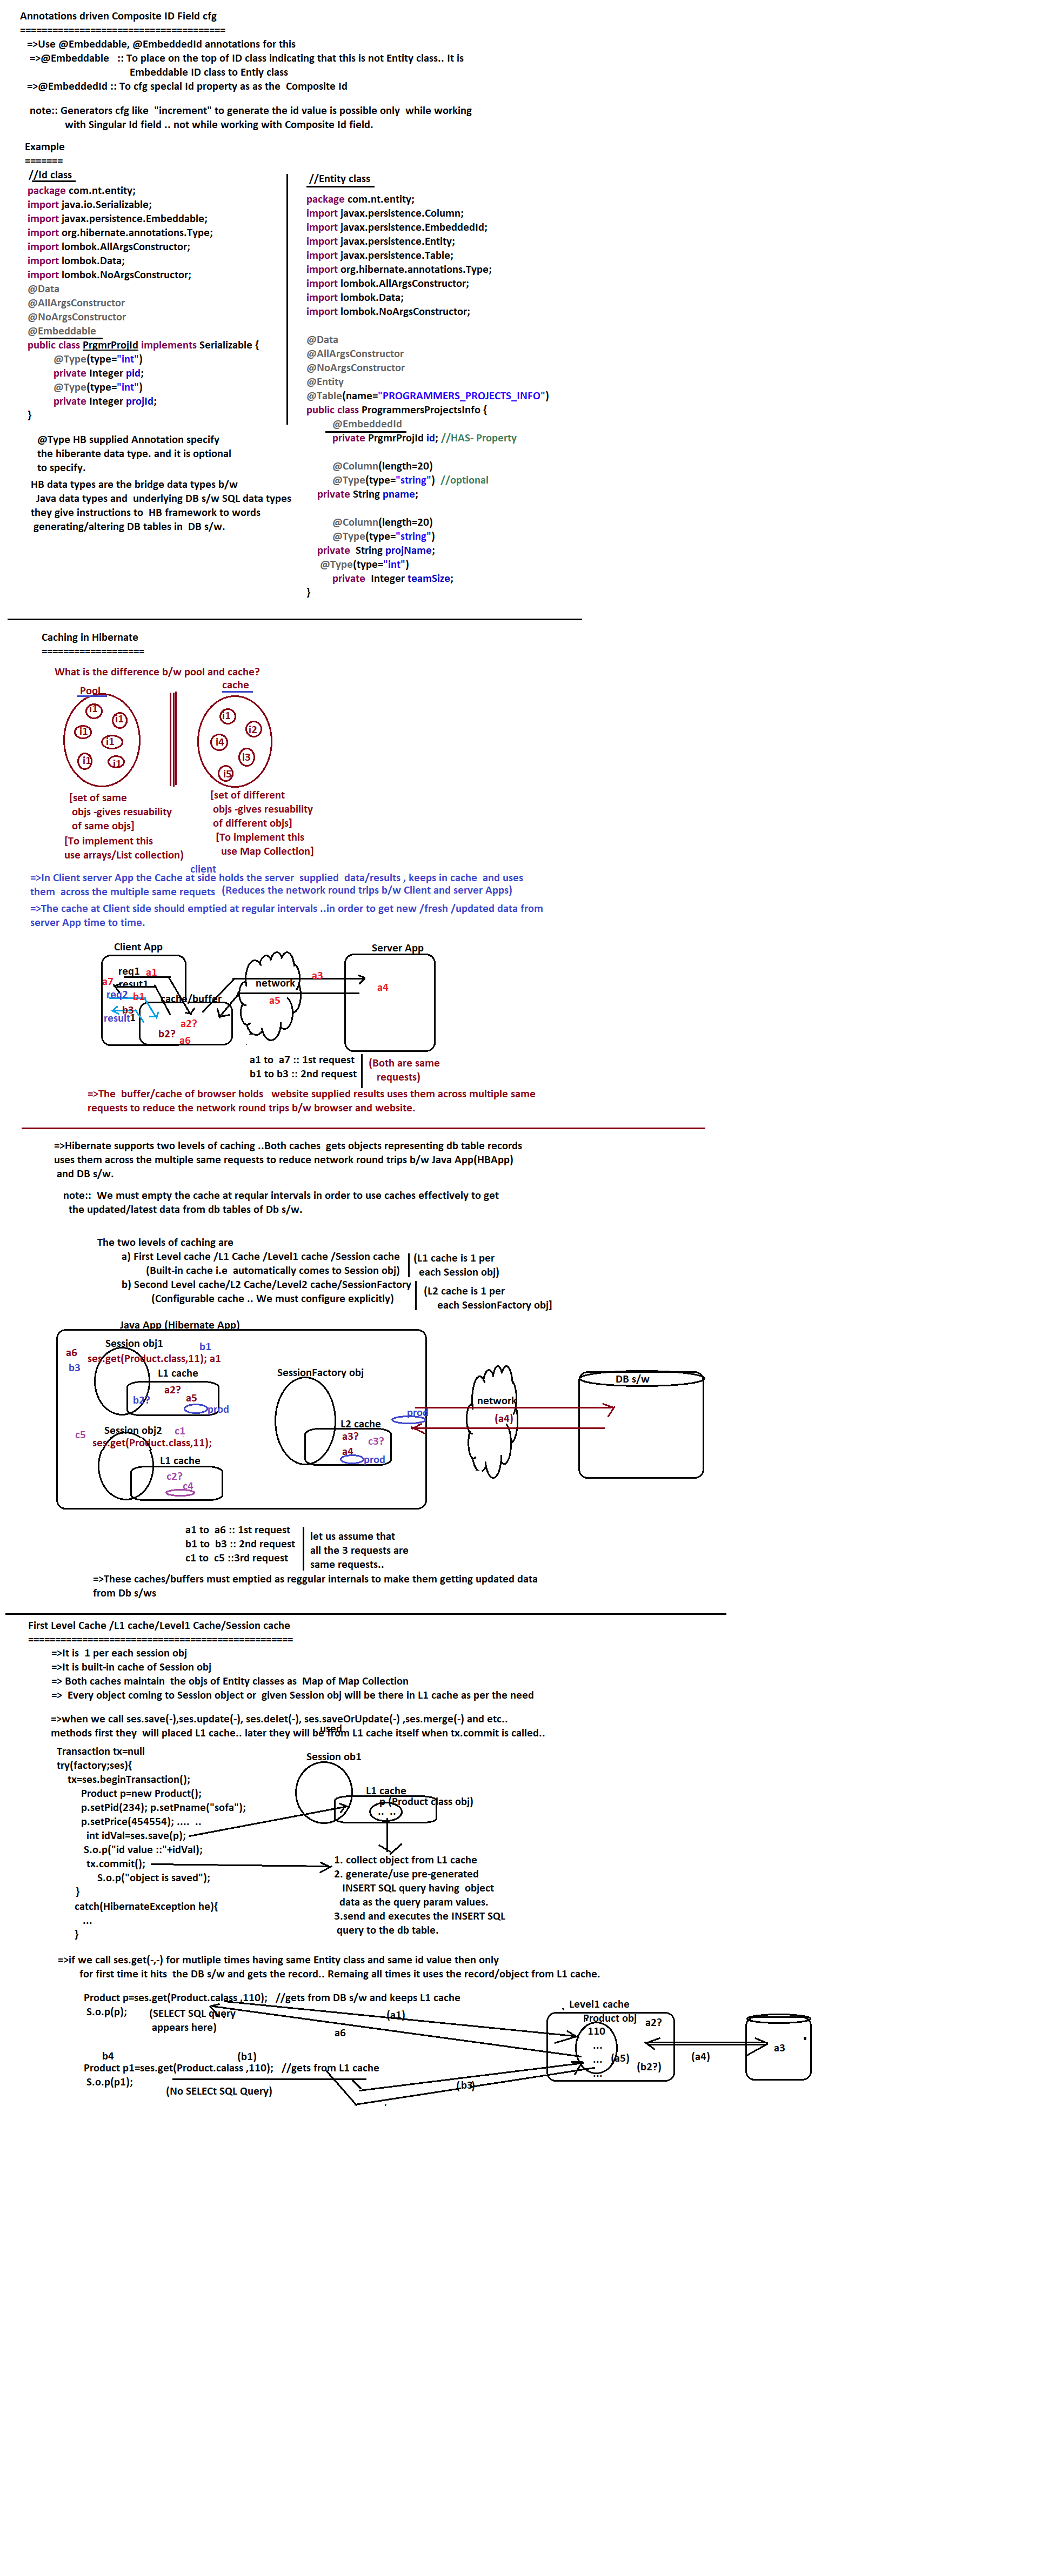 Annotations driven Composite ID Field cfg
======================================
=>Use @Embeddable, @EmbeddedId annotations for this
=>@Embeddable :: To place on the top of ID class indicating that this is not Entity class.. It is
Embeddable ID class to Entiy class
=>@EmbeddedId :: To cfg special Id property as as the Composite Id
note:: Generators cfg like "increment" to generate the id value is possible only while working
with Singular Id field .. not while working with Composite Id field.
Example
=======
//Id class
package com.nt.entity;
import java.io.Serializable;
import javax.persistence.Embeddable;
import org.hibernate.annotations.Type;
import lombok.AllArgsConstructor;
import lombok.Data;
import lombok.NoArgsConstructor;
@Data
@AllArgsConstructor
@NoArgsConstructor
@Embeddable
public class PrgmrProjId implements Serializable {
@Type(type="int")
private Integer pid;
@Type(type="int")
private Integer projId;
}
@Type HB supplied Annotation specify
the hiberante data type. and it is optional
to specify.
HB data types are the bridge data types b/w
Java data types and underlying DB s/w SQL data types
they give instructions to HB framework to words
generating/altering DB tables in DB s/w.
//Entity class
package com.nt.entity;
import javax.persistence.Column;
import javax.persistence.EmbeddedId;
import javax.persistence.Entity;
import javax.persistence.Table;
import org.hibernate.annotations.Type;
import lombok.AllArgsConstructor;
import lombok.Data;
import lombok.NoArgsConstructor;
@Data
@AllArgsConstructor
@NoArgsConstructor
@Entity
@Table(name="PROGRAMMERS_PROJECTS_INFO")
public class ProgrammersProjectsInfo {
@EmbeddedId
private PrgmrProjId id; //HAS- Property
@Column(length=20)
@Type(type="string") //optional
private String pname;
@Column(length=20)
@Type(type="string")
private String projName;
@Type(type="int")
private Integer teamSize;
}
Caching in Hibernate
===================
What is the difference b/w pool and cache?
Pool
i1
i1
i1
i1
i1
i1
[set of same
objs -gives resuability
of same objs]
[To implement this
use arrays/List collection)
cache
i1
i2
i4
i3
i5
[set of different
objs -gives resuability
of different objs]
[To implement this
use Map Collection]
client
=>In Client server App the Cache at side holds the server supplied data/results , keeps in cache and uses
them across the multiple same requets (Reduces the network round trips b/w Client and server Apps)
=>The cache at Client side should emptied at regular intervals ..in order to get new /fresh /updated data from
server App time to time.
Client App
Server App
req1 a1
a7
resut1
req2 b1
cache/buffer
b3
result1
a2?
b2?
a6
network
a3
a5
a4
a1 to a7 :: 1st request
b1 to b3 :: 2nd request
(Both are same
requests)
=>The buffer/cache of browser holds website supplied results uses them across multiple same
requests to reduce the network round trips b/w browser and website.
=>Hibernate supports two levels of caching ..Both caches gets objects representing db table records
uses them across the multiple same requests to reduce network round trips b/w Java App(HBApp)
and DB s/w.
note:: We must empty the cache at reqular intervals in order to use caches effectively to get
the updated/latest data from db tables of Db s/w.
The two levels of caching are
a) First Level cache /L1 Cache /Level1 cache /Session cache
(Built-in cache i.e automatically comes to Session obj)
(L1 cache is 1 per
each Session obj)
b) Second Level cache/L2 Cache/Level2 cache/SessionFactory
(Configurable cache .. We must configure explicitly)
(L2 cache is 1 per
each SessionFactory obj]
Java App (Hibernate App)
Session obj1
b1
a6
ses.get(Product.class,11); a1
b3
L1 cache
a2?
b2?
a5
prod
Session obj2
c1
c5
ses.get(Product.class,11);
L1 cache
c2?
c4
SessionFactory obj
L2 cache
a3?
c3?
a4
prod
prod
network
(a4)
DB s/w
a1 to a6 :: 1st request
b1 to b3 :: 2nd request
c1 to c5 ::3rd request
let us assume that
all the 3 requests are
same requests..
=>These caches/buffers must emptied as reggular internals to make them getting updated data
from Db s/ws
First Level Cache /L1 cache/Level1 Cache/Session cache
=================================================
=>It is 1 per each session obj
=>It is built-in cache of Session obj
=> Both caches maintain the objs of Entity classes as Map of Map Collection
=> Every object coming to Session object or given Session obj will be there in L1 cache as per the need
=>when we call ses.save(-),ses.update(-), ses.delet(-), ses.saveOrUpdate(-) ,ses.merge(-) and etc..
used
methods first they will placed L1 cache.. later they will be from L1 cache itself when tx.commit is called..
Transaction tx=null
try(factory;ses){
tx=ses.beginTransaction();
Product p=new Product();
p.setPid(234); p.setPname("sofa");
p.setPrice(454554); .... ..
int idVal=ses.save(p);
S.o.p("id value ::"+idVal);
tx.commit();
S.o.p("object is saved");
}
catch(HibernateException he){
...
}
Session ob1
L1 cache
p (Product class obj)
.. ..
1. collect object from L1 cache
2. generate/use pre-generated
INSERT SQL query having object
data as the query param values.
3.send and executes the INSERT SQL
query to the db table.
=>if we call ses.get(-,-) for mutliple times having same Entity class and same id value then only
for first time it hits the DB s/w and gets the record.. Remaing all times it uses the record/object from L1 cache.
Product p=ses.get(Product.calass ,110); //gets from DB s/w and keeps L1 cache
S.o.p(p);
(SELECT SQL query
appears here)
(a1)
a6
b4
(b1)
Product p1=ses.get(Product.calass ,110); //gets from L1 cache
S.o.p(p1);
(No SELECt SQL Query)
(b3)
Level1 cache
Product obj
110
a2?
...
...
(a5)
(b2?)
...
(a4)
a3